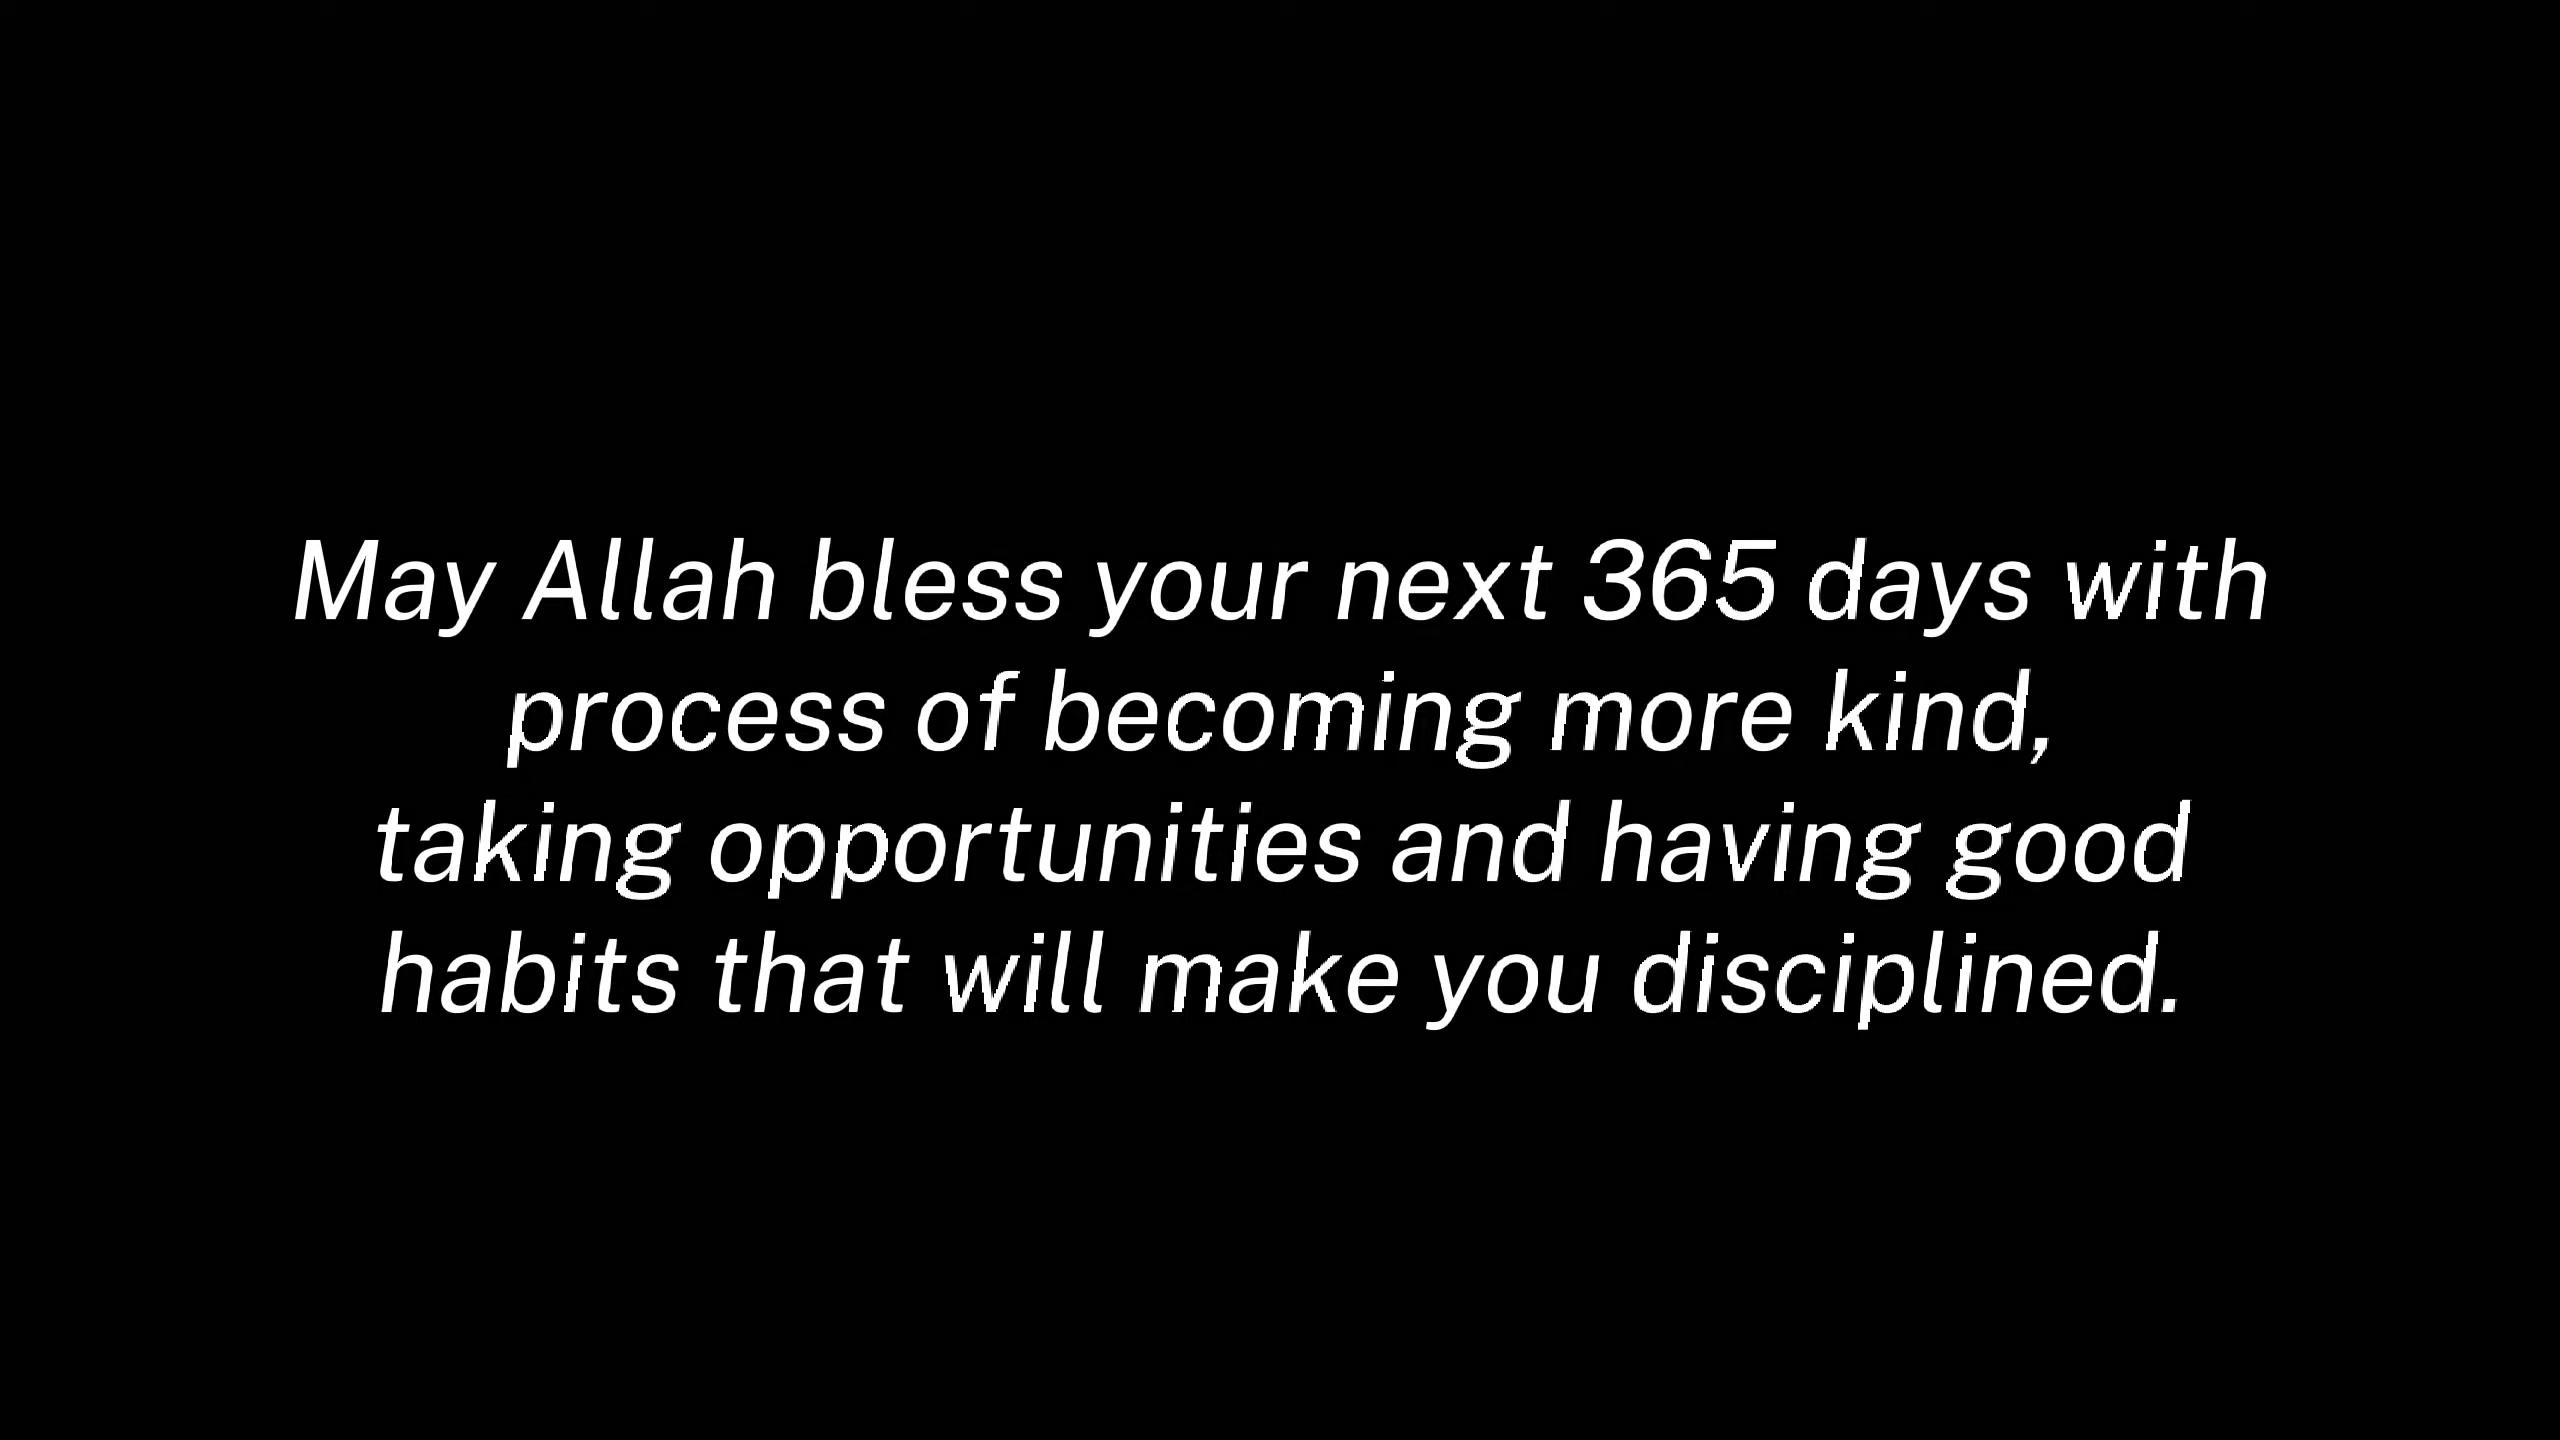 May Allah bless your next 365 days with
process of becoming more kind,
taking opportunities and having good
habits that will make you disciplined.